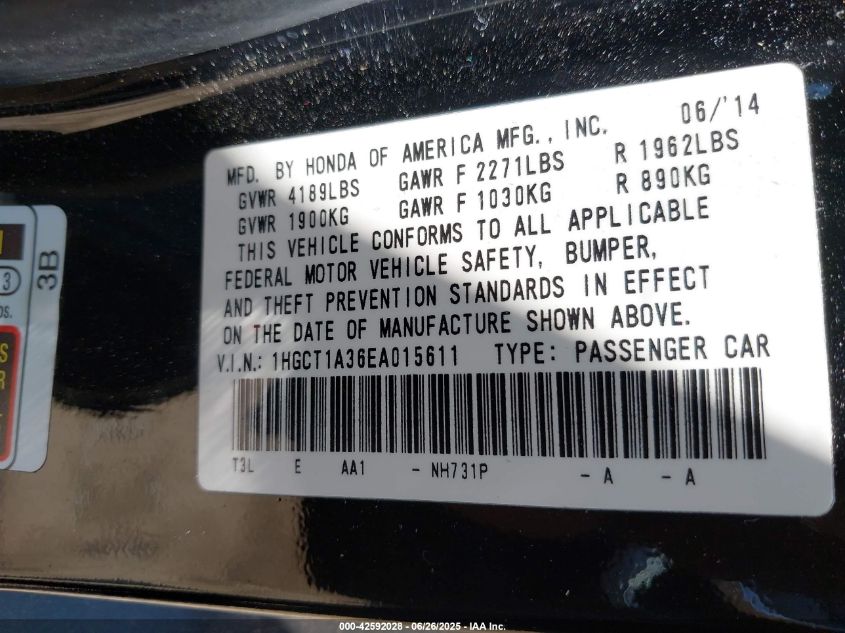 MFD. BY HONDA OF AMERICA MFG., INC. 06/'14
GVWR 4189LBS GAWR F 2271LBS R 1962LBS
GVWR 1900KG GAWR F 1030KG R 890KG
THIS VEHICLE CONFORMS TO ALL APPLICABLE
FEDERAL MOTOR VEHICLE SAFETY, BUMPER,
AND THEFT PREVENTION STANDARDS IN EFFECT
ON THE DATE OF MANUFACTURE SHOWN ABOVE.
V.I.N.: 1HGCT1A36EA015611 TYPE: PASSENGER CAR
T3L E AA1 - NH731P - A - A
3B
3
000-42592028 - 06/26/2025 - IAA Inc.